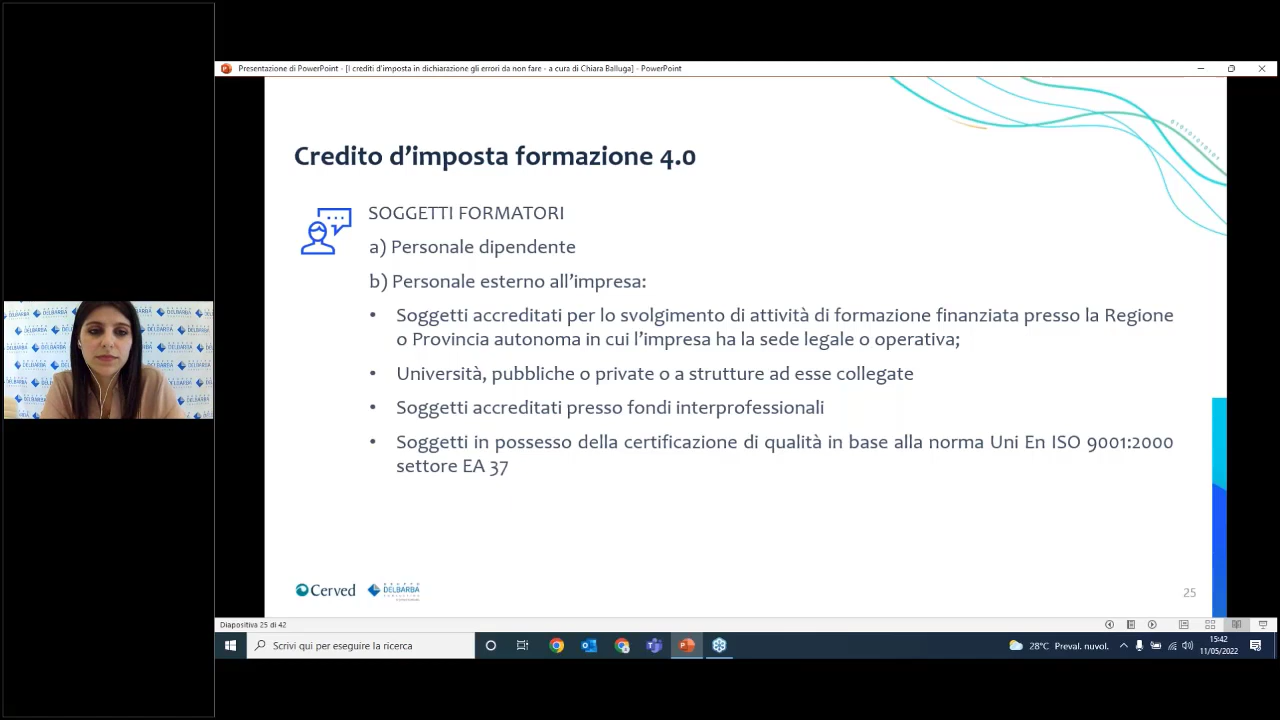 Presentazione di PowerPoint - [I crediti d'imposta in dichiarazione gli errori da non fare - a cura di Chiara Balluga] - PowerPoint
Credito d'imposta formazione 4.0
SOGGETTI FORMATORI
a) Personale dipendente
b) Personale esterno all'impresa:
• Soggetti accreditati per lo svolgimento di attività di formazione finanziata presso la Regione
o Provincia autonoma in cui l'impresa ha la sede legale o operativa;
• Università, pubbliche o private o a strutture ad esse collegate
• Soggetti accreditati presso fondi interprofessionali
• Soggetti in possesso della certificazione di qualità in base alla norma Uni En ISO 9001:2000
settore EA 37
Cerved
GRUPPO
DELBARBA
25
Diapositiva 25 di 42
Scrivi qui per eseguire la ricerca
28°C Preval. nuvol.
15:42
11/05/2022